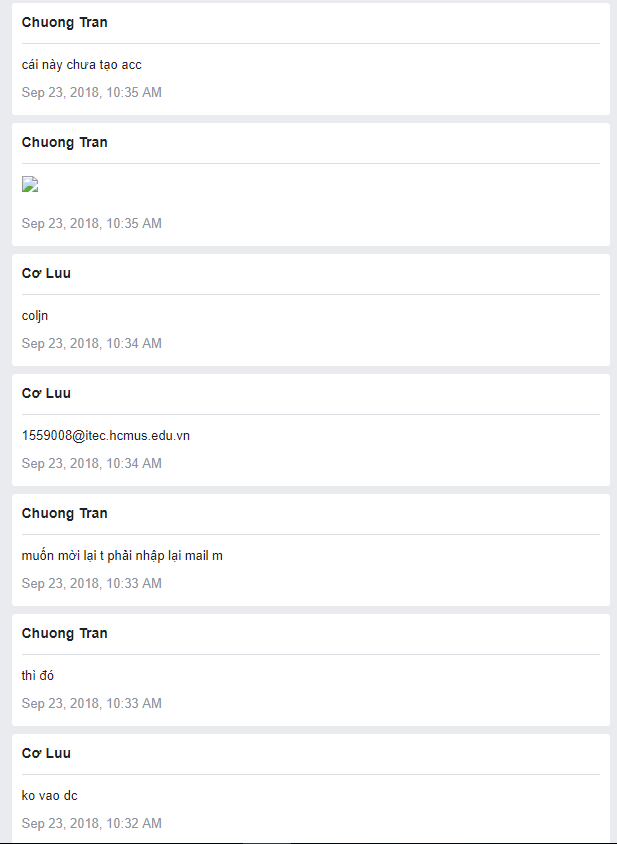 Chuong Tran
cái này chưa tạo acc
Sep 23, 2018, 10:35 AM
Chuong Tran
Sep 23, 2018, 10:35 AM
Cơ Luu
coljn
Sep 23, 2018, 10:34 AM
Cơ Luu
1559008@itec.hcmus.edu.vn
Sep 23, 2018, 10:34 AM
Chuong Tran
muốn mời lại t phải nhập lại mail m
Sep 23, 2018, 10:33 AM
Chuong Tran
thì đó
Sep 23, 2018, 10:33 AM
Cơ Luu
ko vao dc
Sep 23, 2018, 10:32 AM